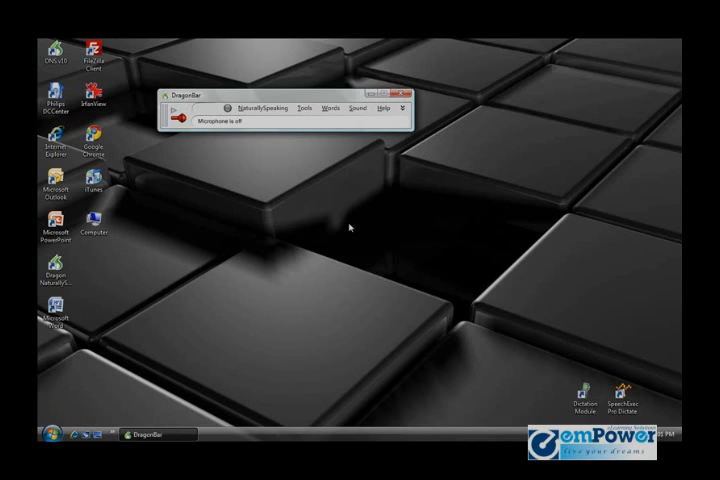 DNS v10
FileZilla
Client
Philips
DCCenter
IrfanView
Internet
Explorer
Google
Chrome
Microsoft
Outlook
iTunes
Microsoft
PowerPoint
Computer
Dragon
NaturallyS...
Microsoft
Word
DragonBar
NaturallySpeaking Tools Words Sound Help
Microphone is off
Dictation
Module
SpeechExec
Pro Dictate
DragonBar
eLearning Solutions
emPower
live your dreams